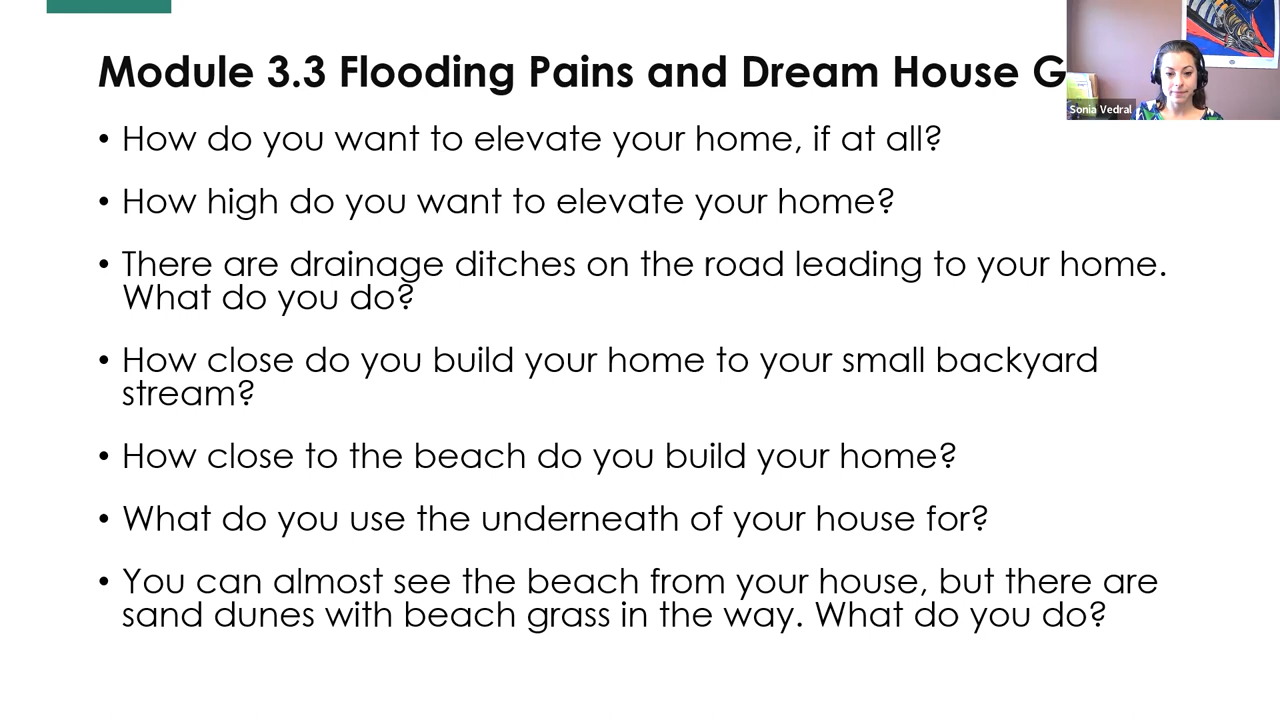 Module 3.3 Flooding Pains and Dream House G
Sonia Vedral
• How do you want to elevate your home, if at all?
• How high do you want to elevate your home?
• There are drainage ditches on the road leading to your home.
What do you do?
• How close do you build your home to your small backyard
stream?
• How close to the beach do you build your home?
• What do you use the underneath of your house for?
• You can almost see the beach from your house, but there are
sand dunes with beach grass in the way. What do you do?